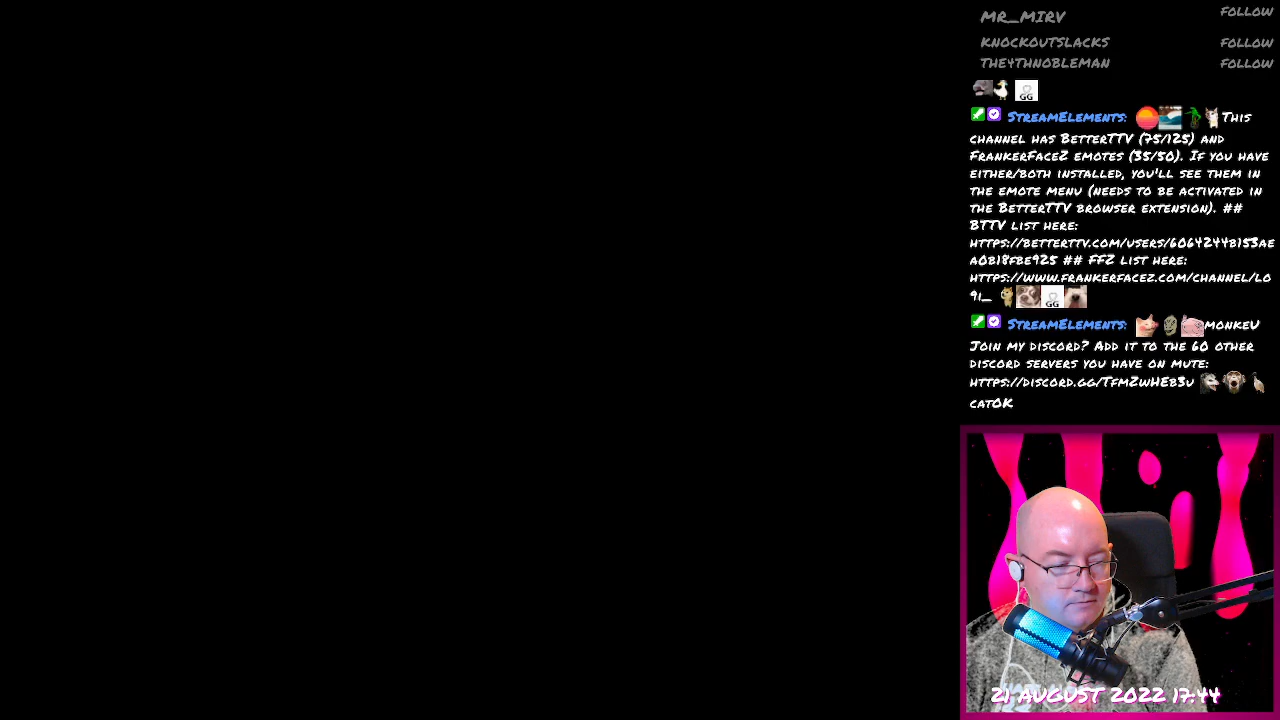 MR_MIRV FOLLOW
KNOCKOUTSLACKS FOLLOW
THE4THNOBLEMAN FOLLOW
GG
StreamElements: This
channel has BetterTTV (75/125) and
FrankerFaceZ emotes (35/50). If you have
either/both installed, you'll see them in
the emote menu (needs to be activated in
the BetterTTV browser extension). ##
BTTV list here:
https://betterttv.com/users/6064244b153ae
a0b18fbe925 ## FFZ list here:
https://www.frankerfacez.com/channel/lo
9i_ GG
StreamElements: monkeU
Join my discord? Add it to the 60 other
discord servers you have on mute:
https://discord.gg/TfmZwHEb3u
catOK
21 AUGUST 2022 17:44